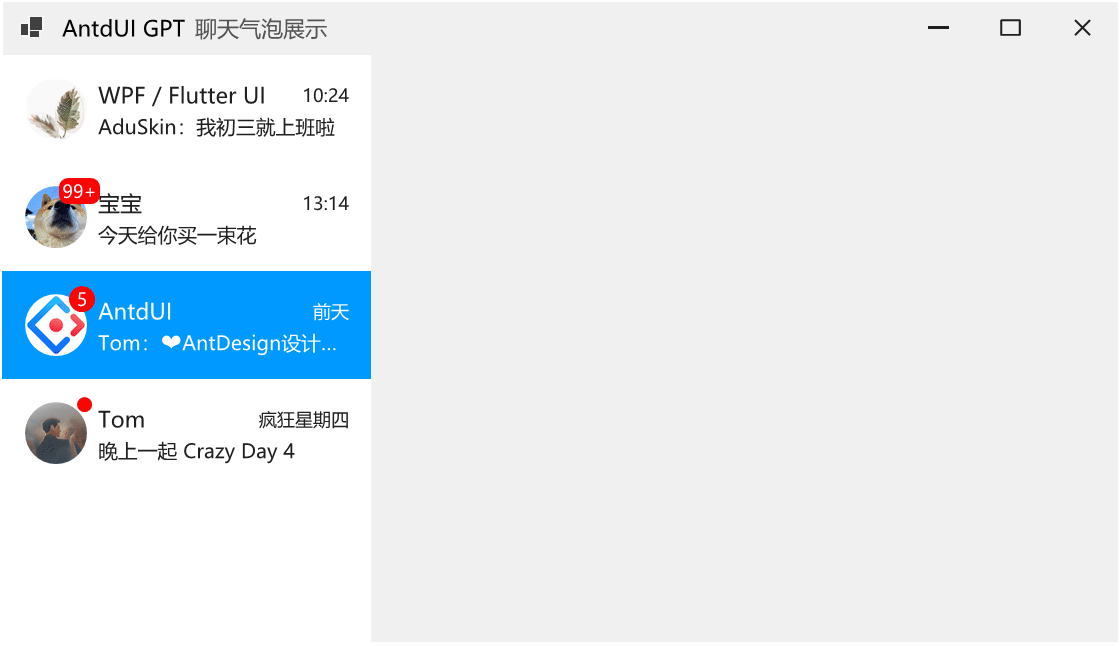 AntdUI GPT 聊天气泡展示
WPF / Flutter UI 10:24
AduSkin：我初三就上班啦
99+
宝宝 13:14
今天给你买一束花
5
AntdUI 前天
Tom：❤AntDesign设计...
Tom 疯狂星期四
晚上一起 Crazy Day 4